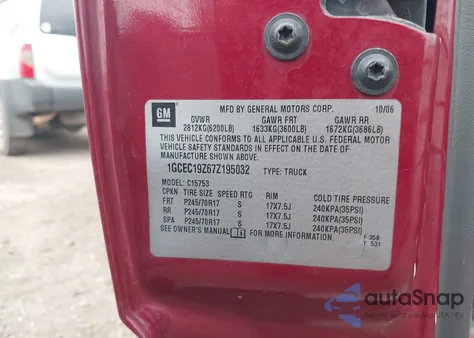 GM
MFD BY GENERAL MOTORS CORP. 10/06
GVWR GAWR FRT GAWR RR
2812KG(6200LB) 1633KG(3600LB) 1672KG(3686LB)
THIS VEHICLE CONFORMS TO ALL APPLICABLE U.S. FEDERAL MOTOR
VEHICLE SAFETY STANDARDS IN EFFECT ON THE DATE OF
MANUFACTURE SHOWN ABOVE.
1GCEC19Z67Z195032 TYPE: TRUCK
MODEL: C15753
CKPN TIRE SIZE SPEED RTG RIM COLD TIRE PRESSURE
FRT P245/70R17 S 17X7.5J 240KPA(35PSI)
RR P245/70R17 S 17X7.5J 240KPA(35PSI)
SPA P245/70R17 S 17X7.5J 240KPA(35PSI)
SEE OWNER'S MANUAL FOR MORE INFORMATION.
F 358
T 531
autoSnap